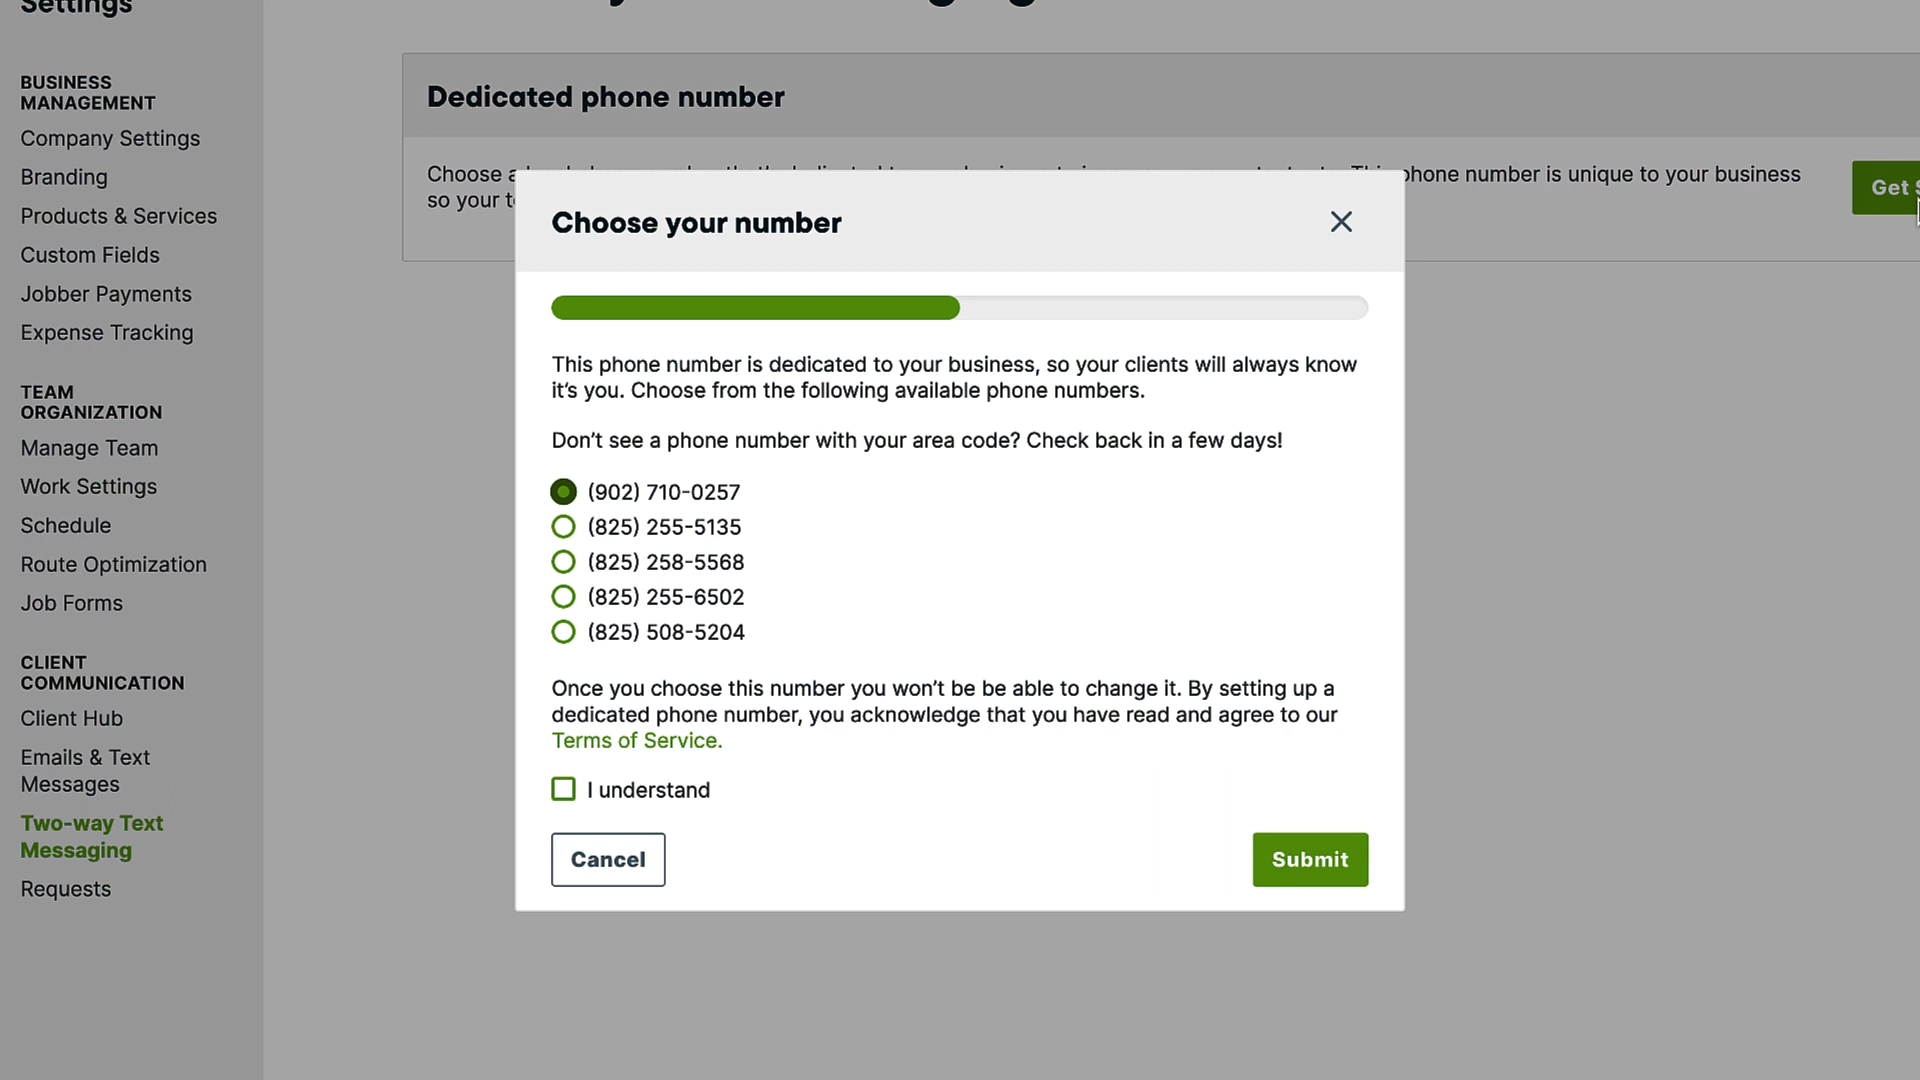 Settings
BUSINESS
MANAGEMENT
Company Settings
Branding
Products & Services
Custom Fields
Jobber Payments
Expense Tracking
TEAM
ORGANIZATION
Manage Team
Work Settings
Schedule
Route Optimization
Job Forms
CLIENT
COMMUNICATION
Client Hub
Emails & Text
Messages
Two-way Text
Messaging
Requests
Dedicated phone number
Choose
phone number is unique to your business
so your
Get
Choose your number
This phone number is dedicated to your business, so your clients will always know
it's you. Choose from the following available phone numbers.
Don't see a phone number with your area code? Check back in a few days!
(902) 710-0257
(825) 255-5135
(825) 258-5568
(825) 255-6502
(825) 508-5204
Once you choose this number you won't be be able to change it. By setting up a
dedicated phone number, you acknowledge that you have read and agree to our
Terms of Service.
I understand
Cancel
Submit